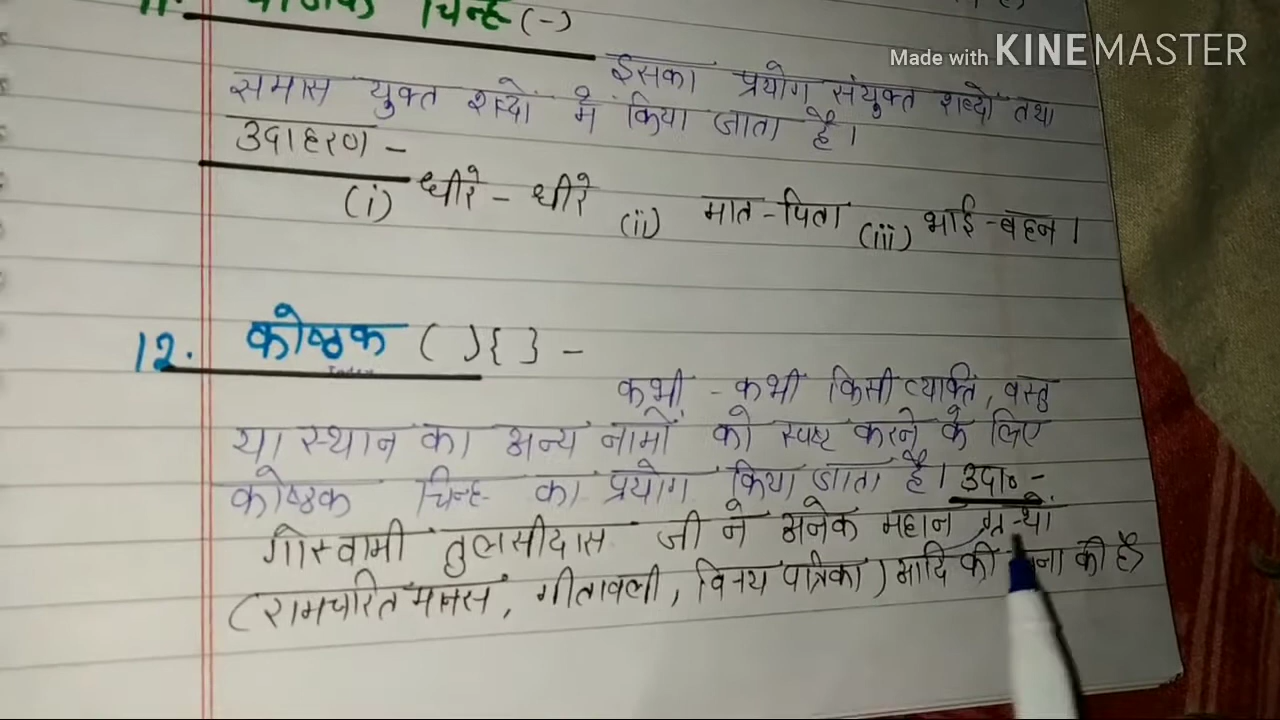 11. योजक चिन्ह (-)
Made with KINEMASTER
इसका प्रयोग संयुक्त शब्दों तथा
समास युक्त शब्दों में किया जाता है।
उदाहरण -
(i) धीरे - धीरे (ii) मात-पिता (iii) भाई-बहन।
12. कोष्ठक ( ) { } -
कभी - कभी किसी व्यक्ति, वस्तु
या स्थान का अन्य नामों को स्पष्ट करने के लिए
कोष्ठक चिन्ह का प्रयोग किया जाता है। उदा० -
गोस्वामी तुलसीदास जी ने अनेक महान ग्रन्थों
(रामचरितमानस, गीतावली, विनय पत्रिका) आदि की की है